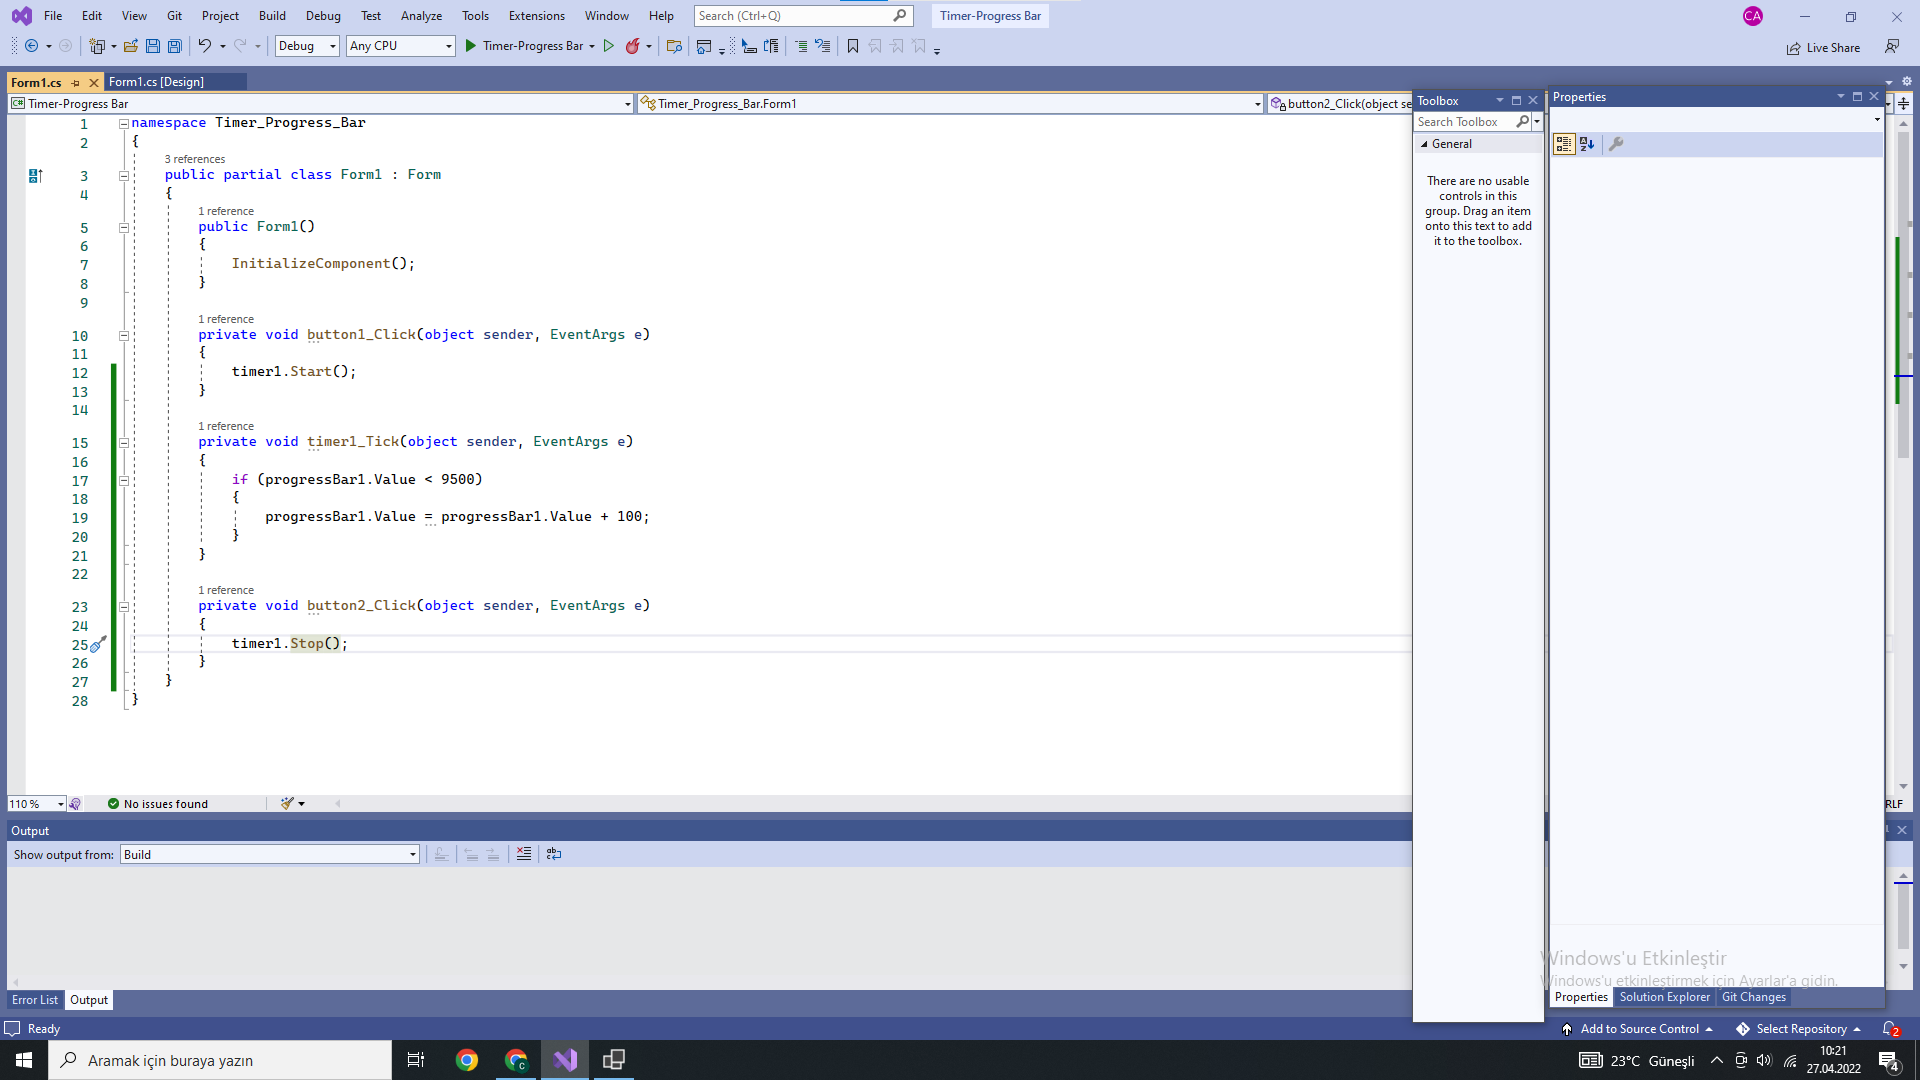 File Edit View Git Project Build Debug Test Analyze Tools Extensions Window Help Search (Ctrl+Q) Timer-Progress Bar CA
Debug Any CPU Timer-Progress Bar Live Share
Form1.cs Form1.cs [Design]
C# Timer-Progress Bar Timer_Progress_Bar.Form1 button2_Click(object se
1 namespace Timer_Progress_Bar
2 {
3 references
3 public partial class Form1 : Form
4 {
1 reference
5 public Form1()
6 {
7 InitializeComponent();
8 }
9
1 reference
10 private void button1_Click(object sender, EventArgs e)
11 {
12 timer1.Start();
13 }
14
1 reference
15 private void timer1_Tick(object sender, EventArgs e)
16 {
17 if (progressBar1.Value < 9500)
18 {
19 progressBar1.Value = progressBar1.Value + 100;
20 }
21 }
22
1 reference
23 private void button2_Click(object sender, EventArgs e)
24 {
25 timer1.Stop();
26 }
27 }
28 }
110 % No issues found RLF
Toolbox
Search Toolbox
General
There are no usable
controls in this
group. Drag an item
onto this text to add
it to the toolbox.
Properties
Output
Show output from: Build
Error List Output
Windows'u Etkinleştir
Windows'u etkinleştirmek için Ayarlar'a gidin.
Properties Solution Explorer Git Changes
Ready Add to Source Control Select Repository 2
Aramak için buraya yazın 23°C Güneşli 10:21
27.04.2022 4